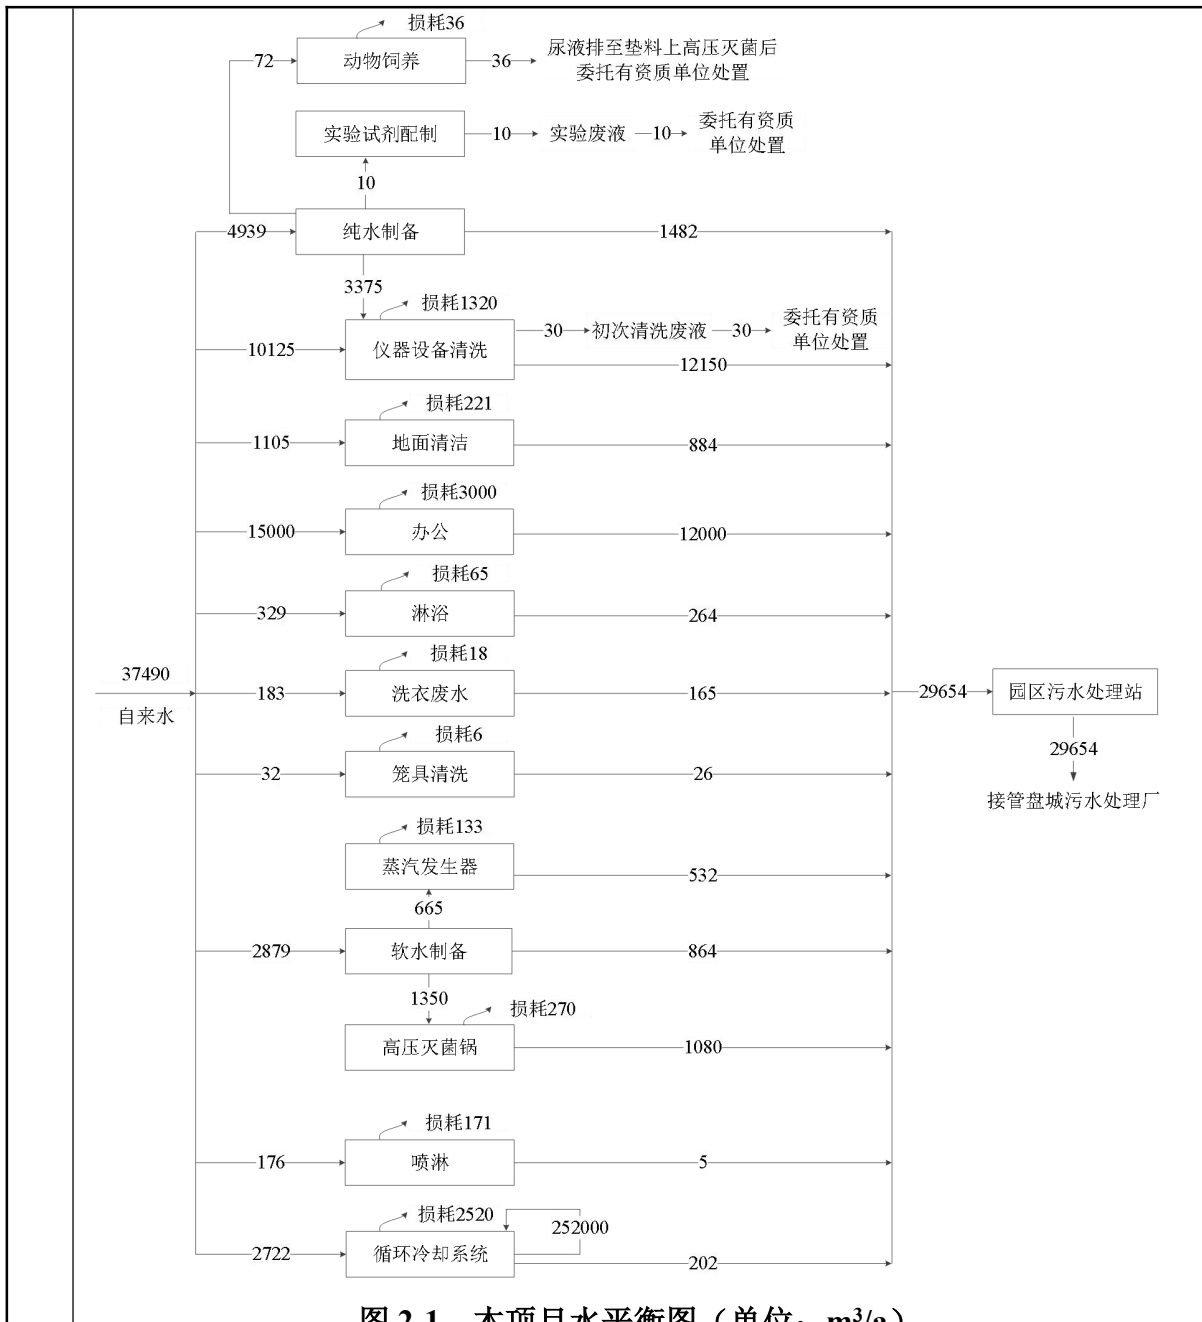 损耗36
72
动物饲养
36
尿液排至垫料上高压灭菌后
委托有资质单位处置
实验试剂配制
10
实验废液
10
委托有资质
单位处置
10
4939
纯水制备
1482
3375
损耗1320
10125
仪器设备清洗
30
初次清洗废液
30
委托有资质
单位处置
12150
损耗221
1105
地面清洁
884
损耗3000
15000
办公
12000
损耗65
329
淋浴
264
37490
自来水
损耗18
183
洗衣废水
165
29654
园区污水处理站
29654
接管盘城污水处理厂
损耗6
32
笼具清洗
26
损耗133
蒸汽发生器
532
665
2879
软水制备
864
1350
损耗270
高压灭菌锅
1080
损耗171
176
喷淋
5
损耗2520
252000
2722
循环冷却系统
202
图 2-1 本项目水平衡图（单位：m³/a）